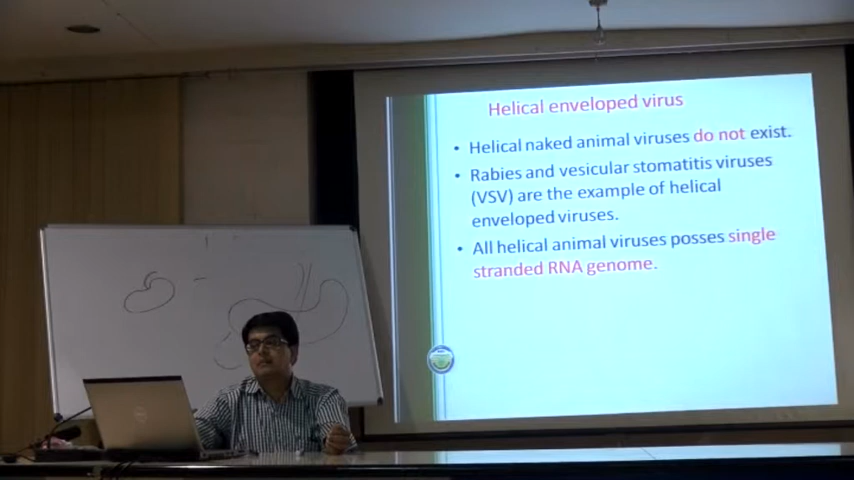 Helical enveloped virus
• Helical naked animal viruses do not exist.
• Rabies and vesicular stomatitis viruses
(VSV) are the example of helical
enveloped viruses.
• All helical animal viruses posses single
stranded RNA genome.